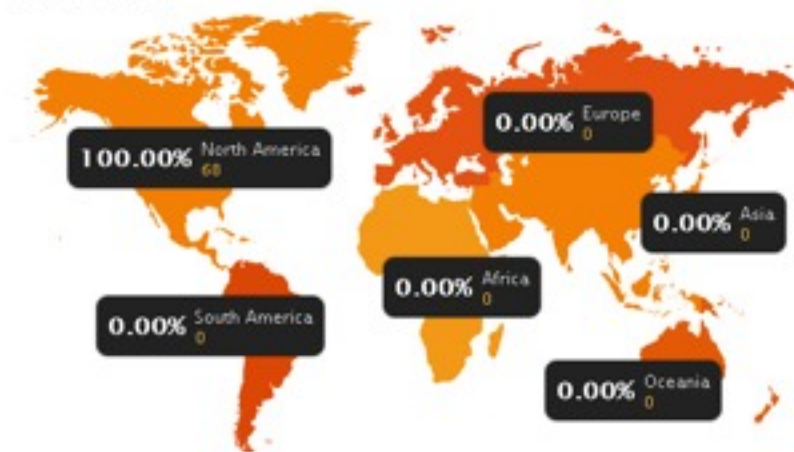 100.00% North America
68
0.00% Europe
0
0.00% Asia
0
0.00% Africa
0
0.00% South America
0
0.00% Oceania
0